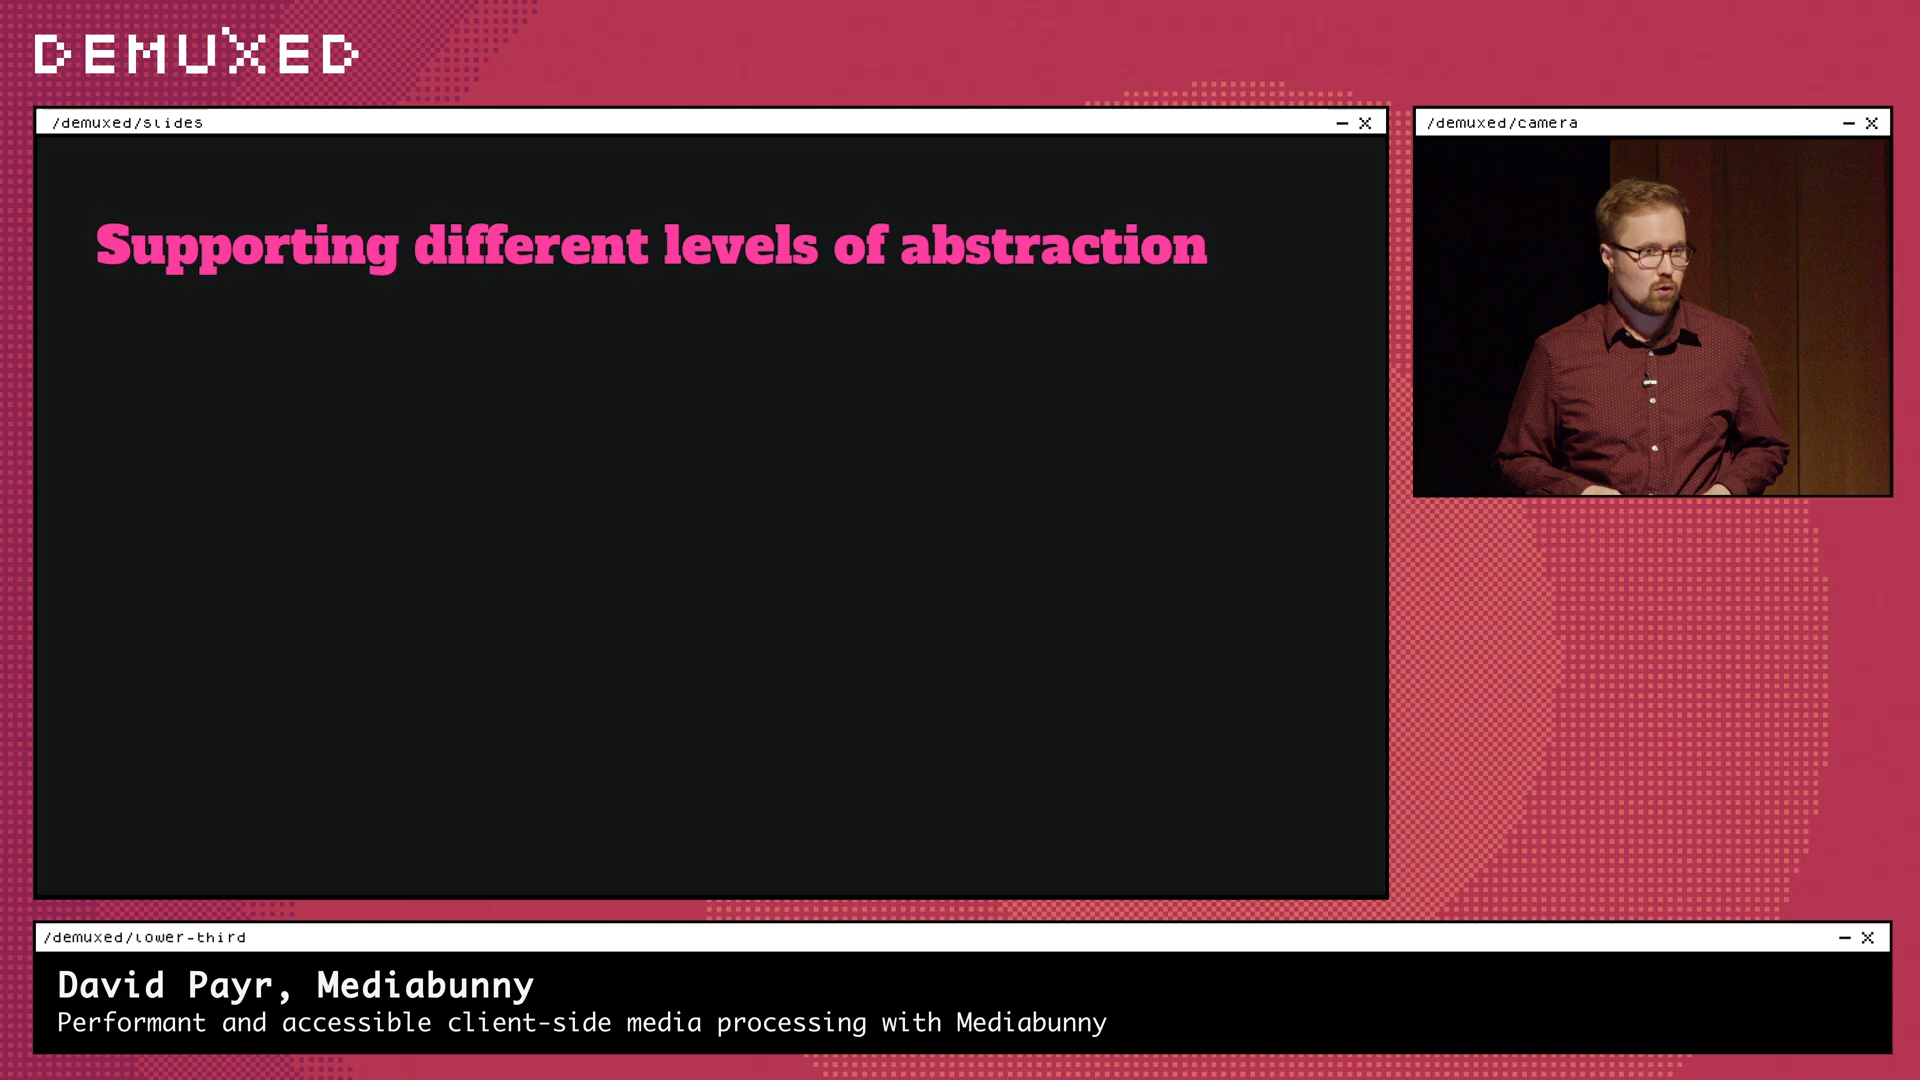 DEMUXED
/demuxed/slides
/demuxed/camera
Supporting different levels of abstraction
/demuxed/lower-third
David Payr, Mediabunny
Performant and accessible client-side media processing with Mediabunny